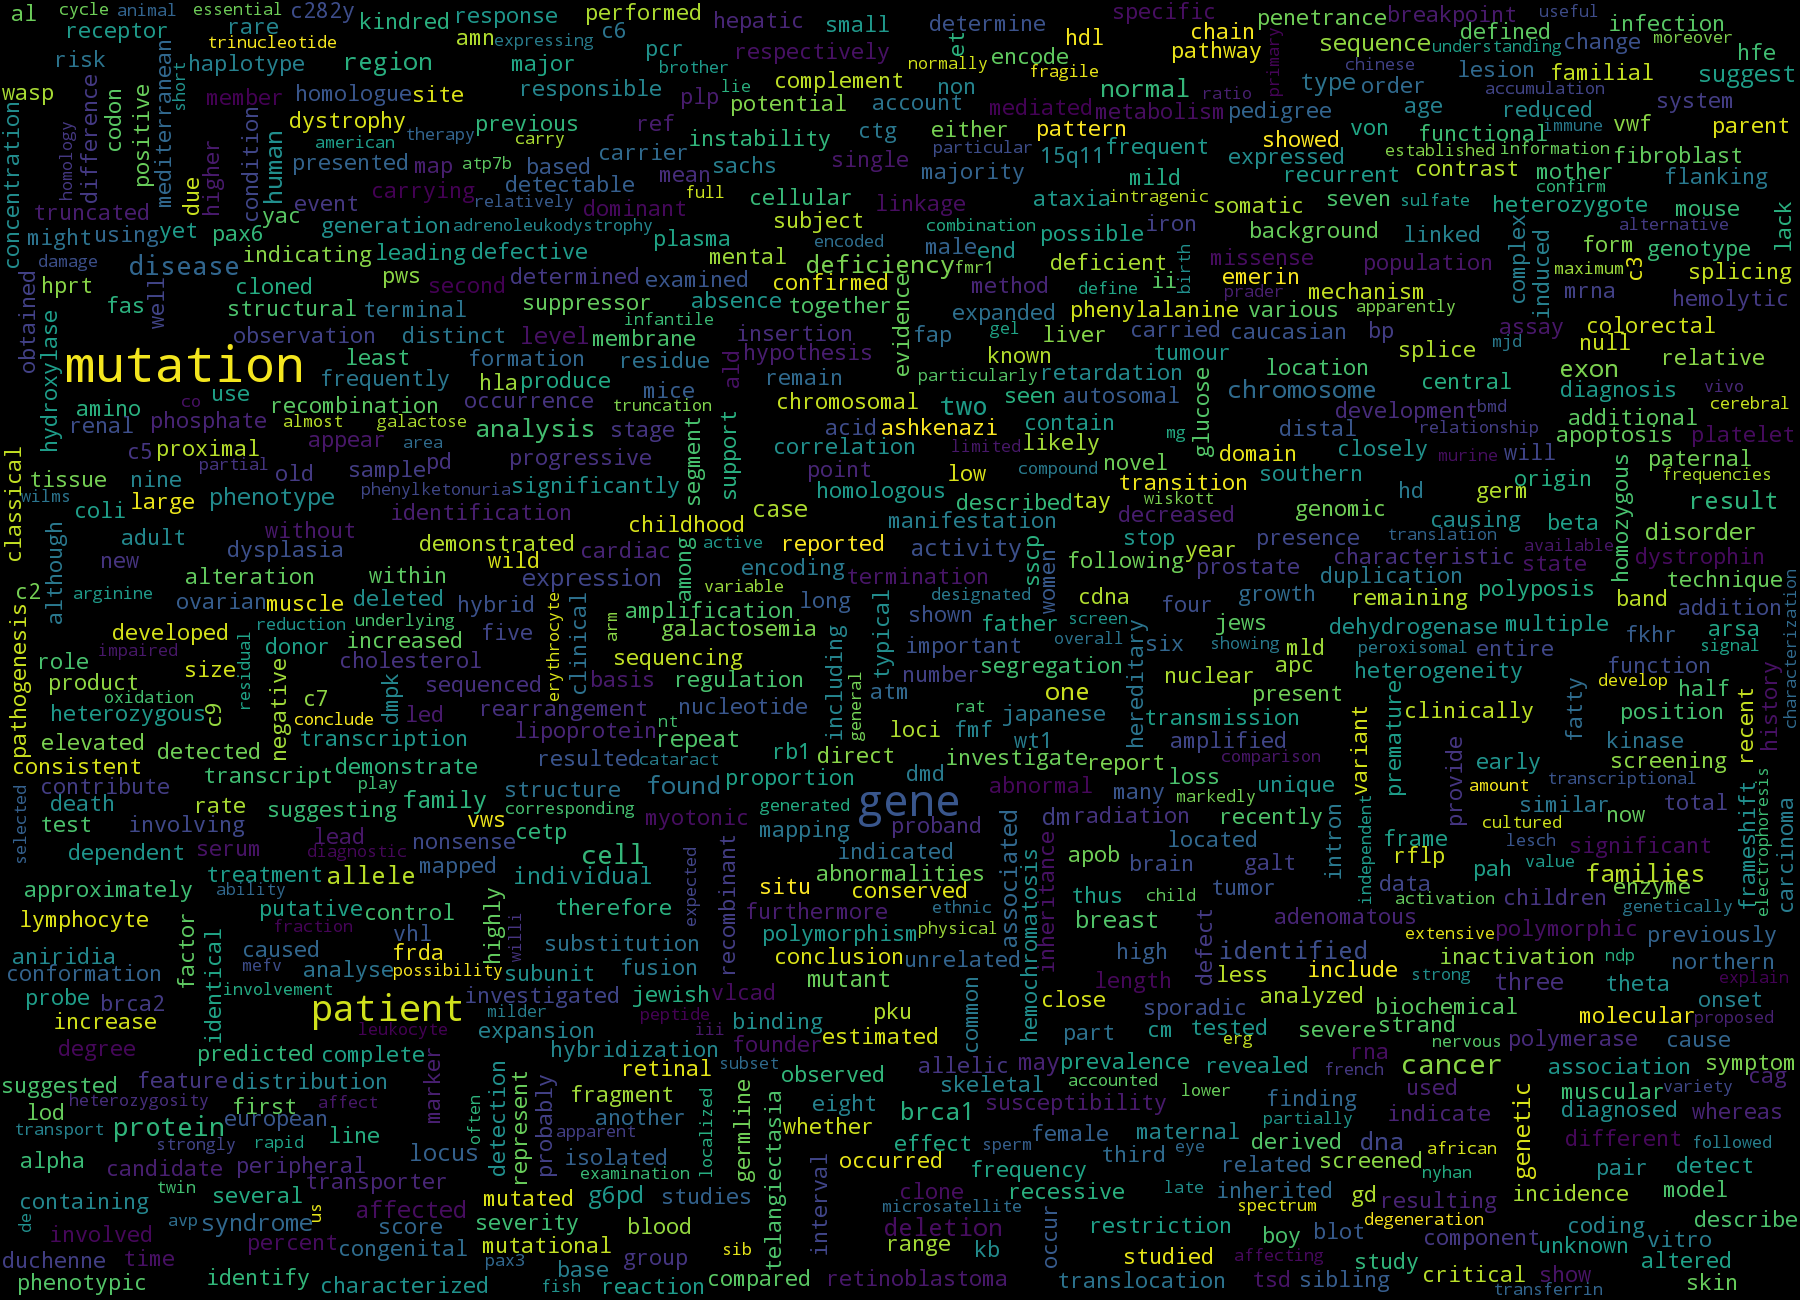 al cycle animal essential c282y kindred response performed hepatic small determine specific penetrance breakpoint useful infection
receptor rare trinucleotide amn expressing c6 pcr respectively let hdl chain pathway sequence defined understanding change moreover hfe
risk haplotype region major brother complement normally encode fragile primary chinese lesion familial suggest
wasp difference short member homologue site responsible plp lie potential account non normal mediated metabolism ratio pedigree type order accumulation reduced system
concentration codon positive mediterranean condition dystrophy therapy previous ref instability ctg either pattern showed von age functional immune vwf parent
homology higher human american carry presented map atp7b based carrier mean sachs single majority particular 15q11 frequent expressed recurrent established information contrast fibroblast mother flanking
due carrying detectable full cellular linkage mild ataxia intragenic somatic seven sulfate confirm heterozygote mouse lack
truncated event relatively dominant subject combination possible iron background linked complex alternative
might using yet yac pax6 generation adrenoleukodystrophy plasma encoded male end missense population form genotype
damage disease indicating leading defective mental deficiency fmr1 deficient ii birth emerin induced maximum c3 splicing
obtained hprt well cloned pws second determined examined confirmed method define prader mechanism mrna hemolytic
fas structural terminal suppressor absence together evidence expanded phenylalanine various apparently
hydroxylase observation distinct level infantile membrane insertion fap gel liver carried caucasian bp assay colorectal
mutation least formation residue ald hypothesis known tumour location splice mjd null relative
frequently hla produce mice remain particularly retardation glucose chromosome central exon diagnosis vivo
amino co use recombination occurrence truncation chromosomal two seen autosomal development bmd additional cerebral
renal phosphate almost galactose analysis stage support acid ashkenazi contain mg distal relationship apoptosis platelet
c5 proximal appear area progressive segment correlation limited likely domain closely murine will paternal
classical tissue partial nine old sample pd phenylketonuria significantly point low compound novel southern origin homozygous frequencies
wilms coli large phenotype identification homologous described tay wiskott transition hd germ result
although adult without childhood case manifestation decreased genomic causing beta disorder
new dysplasia demonstrated wild cardiac among active reported activity sscp women stop following year presence translation available dystrophin
c2 arginine alteration within expression encoding termination prostate characteristic state technique
pathogenesis ovarian muscle deleted hybrid erythrocyte clinical variable amplification long typical designated cdna four growth duplication remaining polyposis band addition characterization
reduction underlying arm shown father screen jews dehydrogenase multiple fkhr arsa
developed impaired residual donor increased five galactosemia including important overall hereditary six showing mld peroxisomal entire signal
role size negative cholesterol sequencing segregation nuclear apc heterogeneity function
product oxidation c7 dmpk sequenced basis regulation atm number one present premature fatty develop half history
heterozygous c9 conclude led rearrangement nt nucleotide general rat japanese transmission variant clinically position recent
elevated detected transcription lipoprotein repeat rb1 loci fmf wt1 amplified kinase
consistent transcript demonstrate resulted cataract direct investigate report comparison provide early screening
contribute play structure found proportion dmd abnormal loss unique amount transcriptional
selected death rate suggesting family corresponding generated gene many markedly intron independent similar total frameshift electrophoresis
test involving lead vws cetp myotonic mapping proband associated dm radiation recently cultured now
dependent serum diagnostic nonsense cell recombinant indicated inheritance located frame lesch significant
approximately treatment allele mapped individual expected situ abnormalities conserved apob brain galt rflp pah value families carcinoma
ability highly therefore thus child tumor data activation children enzyme
lymphocyte factor putative control furthermore ethnic breast defect adenomatous genetically
fraction vhl willi substitution polymorphism physical hemochromatosis extensive polymorphic previously
aniridia caused mefv frda conclusion unrelated high identified inactivation ndp
conformation identical analyse possibility subunit fusion mutant common length less include strong three northern explain
probe brca2 involvement patient investigated jewish vlcad pku close sporadic analyzed biochemical theta onset
increase leukocyte milder expansion peptide iii binding estimated part cm tested erg severe strand molecular proposed
degree predicted complete marker hybridization subset founder allelic may prevalence revealed nervous polymerase cause
suggested feature distribution retinal localized observed skeletal accounted lower french rna cancer association symptom
lod heterozygosity first affect detection represent fragment germline telangiectasia eight brca1 susceptibility finding used genetic muscular variety cag
transport protein european often probably another whether partially indicate diagnosed whereas
strongly rapid line apparent effect sperm female maternal derived dna african different followed
alpha candidate peripheral locus isolated occurred third eye related screened nyhan pair detect
twin transporter examination interval frequency late inherited
de containing several mutated g6pd studies clone microsatellite recessive spectrum gd resulting incidence model
avp syndrome us affected score severity blood deletion occur restriction degeneration coding describe
involved percent congenital mutational pax3 group sib range kb boy blot component unknown vitro
duchenne time base studied affecting study altered
phenotypic identify characterized fish reaction compared retinoblastoma translocation tsd sibling critical show transferrin skin